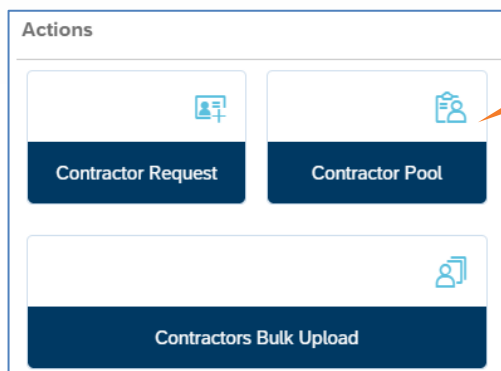 Actions
Contractor Request
Contractor Pool
Contractors Bulk Upload